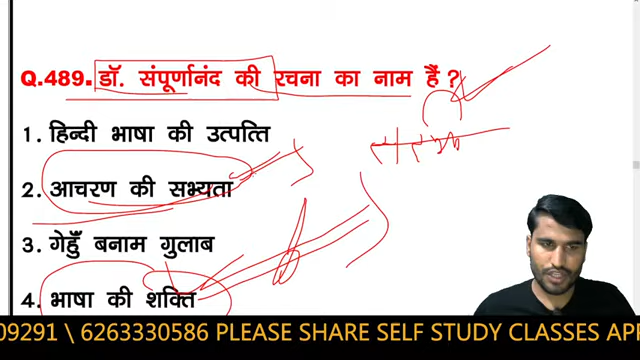 Q.489. डॉ. संपूर्णानंद की रचना का नाम हैं ?
1. हिन्दी भाषा की उत्पत्ति
2. आचरण की सभ्यता
3. गेहुँ बनाम गुलाब
4. भाषा की शक्ति
09291 \ 6263330586 PLEASE SHARE SELF STUDY CLASSES APP